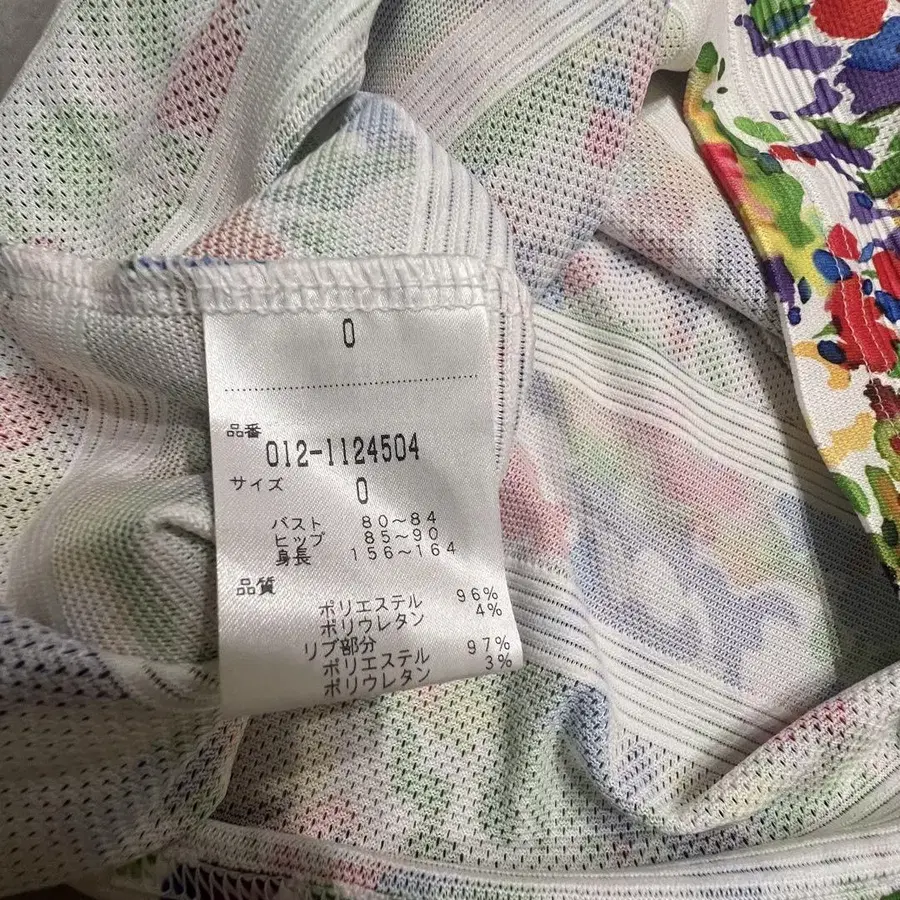 0
品番
012-1124504
サイズ
0
バスト 80～84
ヒップ 85～90
身長 156～164
品質
ポリエステル 96%
ポリウレタン 4%
リブ部分
ポリエステル 97%
ポリウレタン 3%